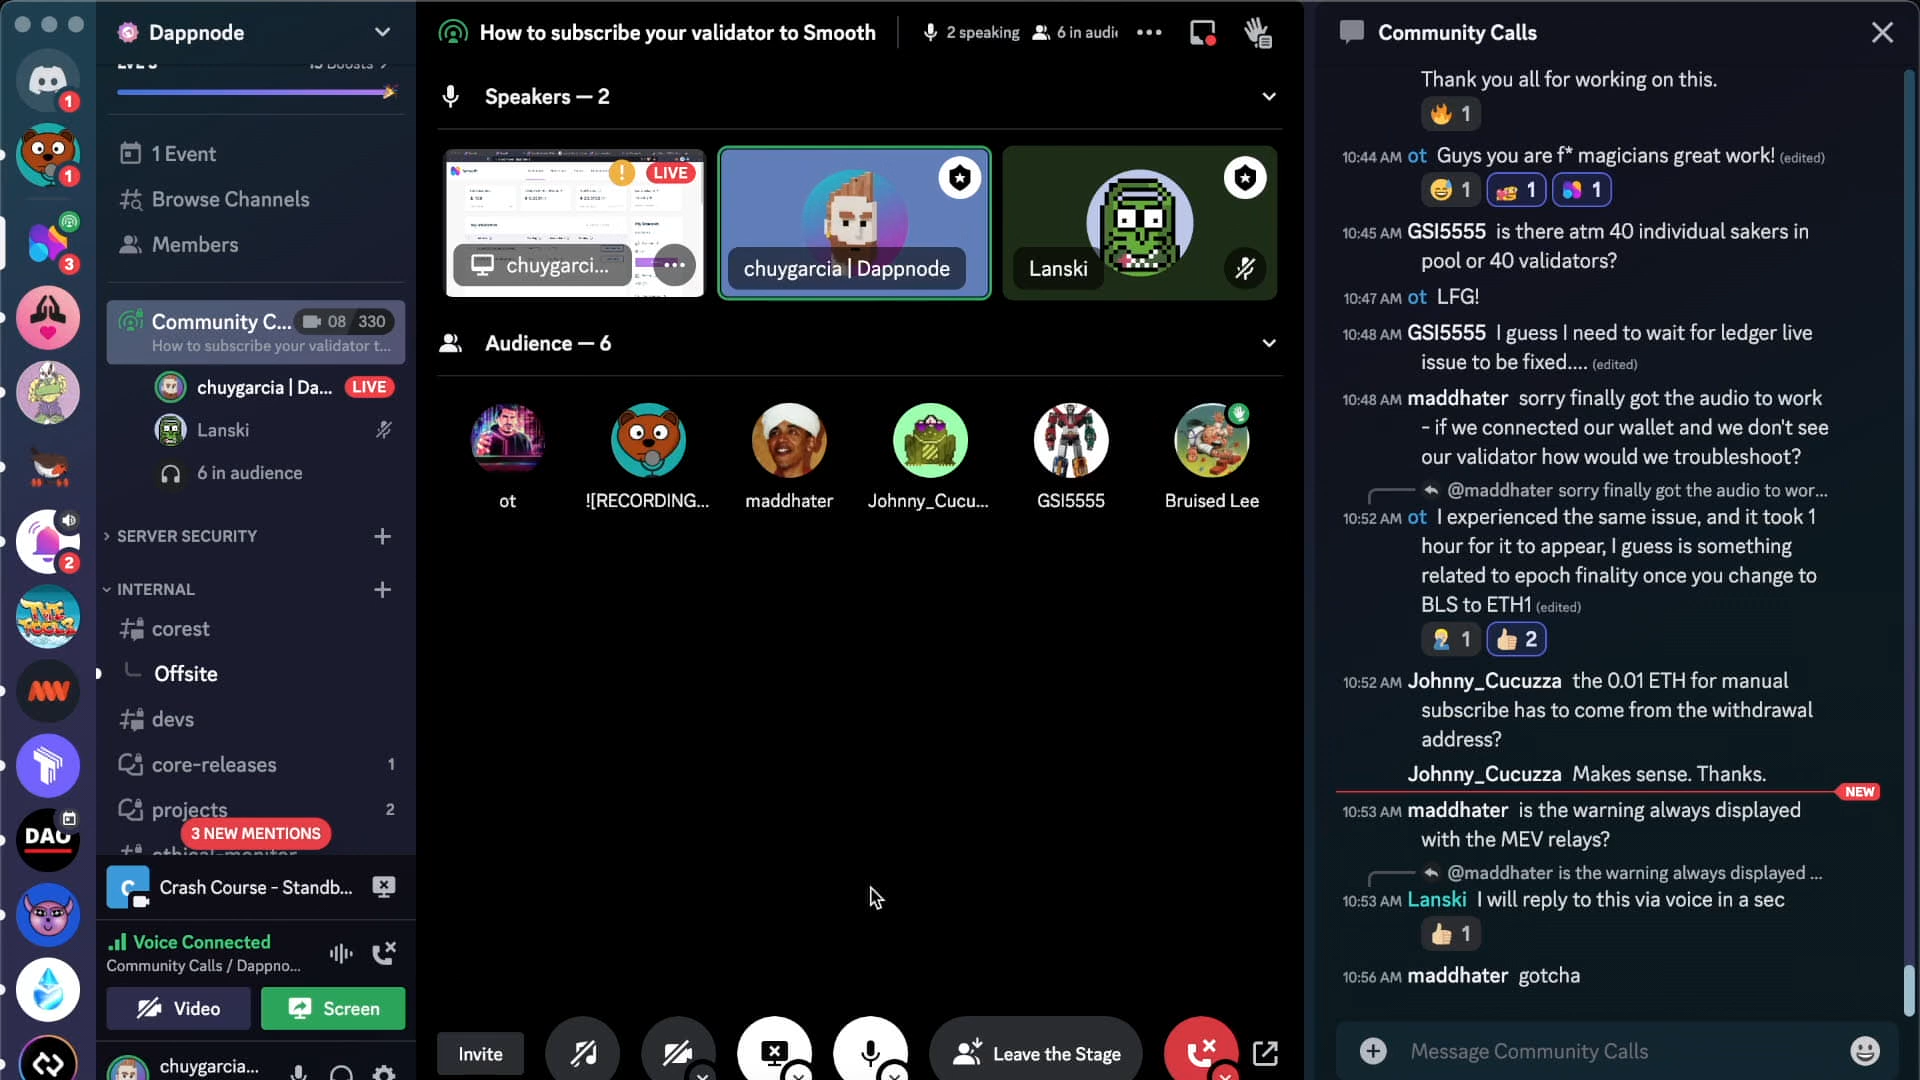 Dappnode
1 Event
Browse Channels
Members
Community C... 08 330
How to subscribe your validator t...
chuygarcia | Da... LIVE
Lanski
6 in audience
SERVER SECURITY
INTERNAL
corest
Offsite
devs
core-releases 1
projects 2
3 NEW MENTIONS
Crash Course - Standb...
Voice Connected
Community Calls / Dappno...
Video
Screen
chuygarcia...
1
1
3
2
DAO
How to subscribe your validator to Smooth
2 speaking
6 in audi
Speakers — 2
LIVE
chuygarci...
chuygarcia | Dappnode
Lanski
Audience — 6
ot
![RECORDING...
maddhater
Johnny_Cucu...
GSI5555
Bruised Lee
Invite
Leave the Stage
Community Calls
Thank you all for working on this.
1
10:44 AM ot Guys you are f* magicians great work! (edited)
1 1 1
10:45 AM GSI5555 is there atm 40 individual sakers in
pool or 40 validators?
10:47 AM ot LFG!
10:48 AM GSI5555 I guess I need to wait for ledger live
issue to be fixed.... (edited)
10:48 AM maddhater sorry finally got the audio to work
- if we connected our wallet and we don't see
our validator how would we troubleshoot?
@maddhater sorry finally got the audio to wor...
10:52 AM ot I experienced the same issue, and it took 1
hour for it to appear, I guess is something
related to epoch finality once you change to
BLS to ETH1 (edited)
1 2
10:52 AM Johnny_Cucuzza the 0.01 ETH for manual
subscribe has to come from the withdrawal
address?
Johnny_Cucuzza Makes sense. Thanks.
NEW
10:53 AM maddhater is the warning always displayed
with the MEV relays?
@maddhater is the warning always displayed ...
10:53 AM Lanski I will reply to this via voice in a sec
1
10:56 AM maddhater gotcha
Message Community Calls